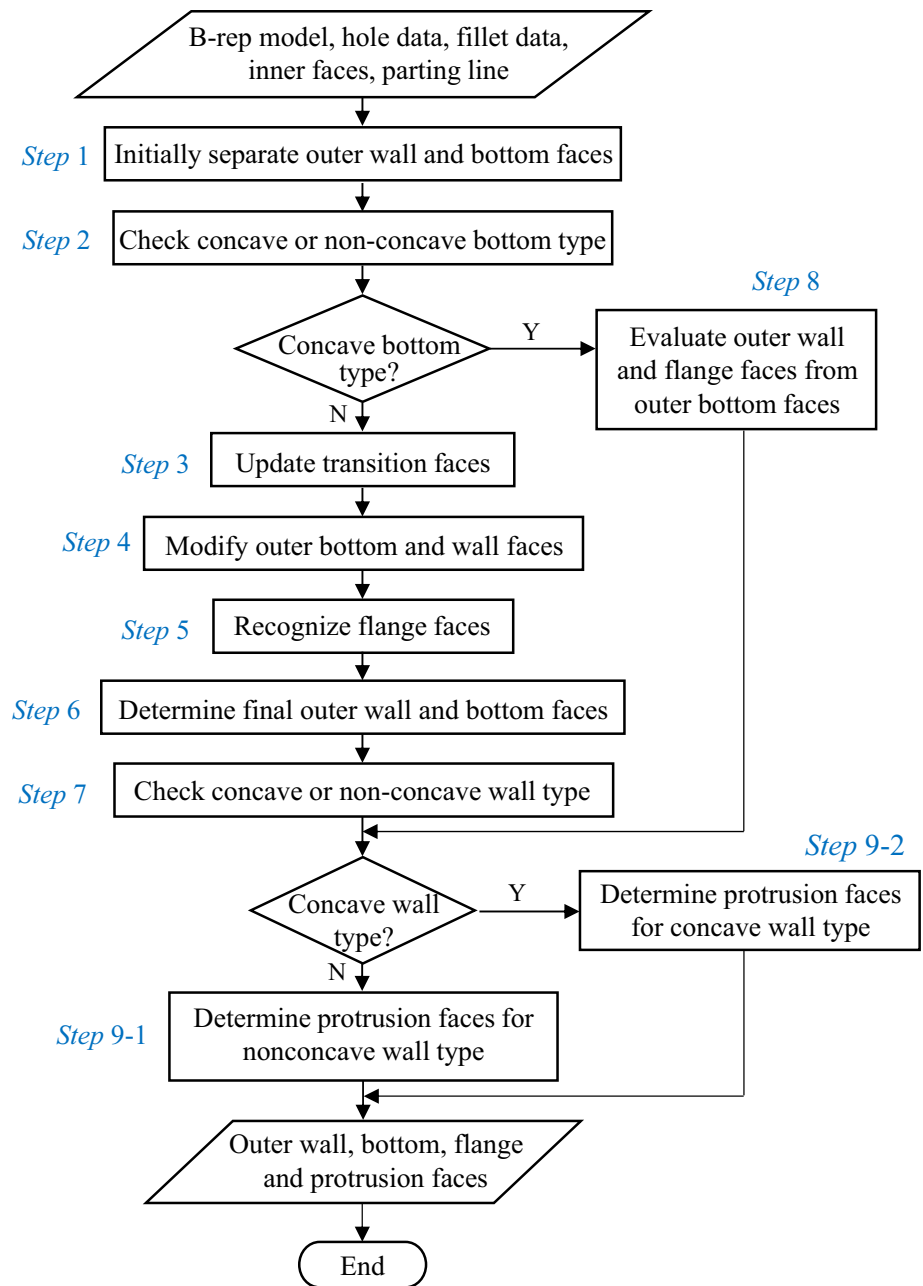 B-rep model, hole data, fillet data,
inner faces, parting line
Step 1
Initially separate outer wall and bottom faces
Step 2
Check concave or non-concave bottom type
Concave bottom
type?
Y
N
Step 8
Evaluate outer wall
and flange faces from
outer bottom faces
Step 3
Update transition faces
Step 4
Modify outer bottom and wall faces
Step 5
Recognize flange faces
Step 6
Determine final outer wall and bottom faces
Step 7
Check concave or non-concave wall type
Concave wall
type?
Y
N
Step 9-2
Determine protrusion faces
for concave wall type
Step 9-1
Determine protrusion faces for
nonconcave wall type
Outer wall, bottom, flange
and protrusion faces
End